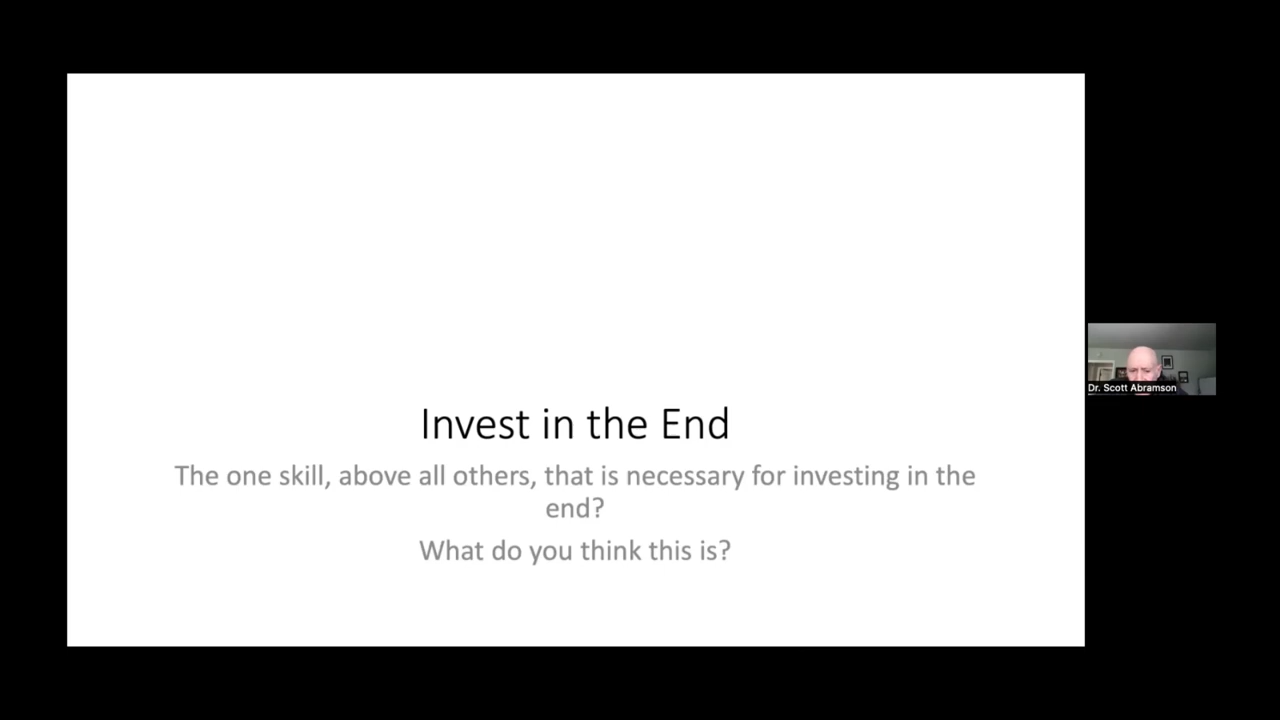 Invest in the End
The one skill, above all others, that is necessary for investing in the
end?
What do you think this is?
Dr. Scott Abramson